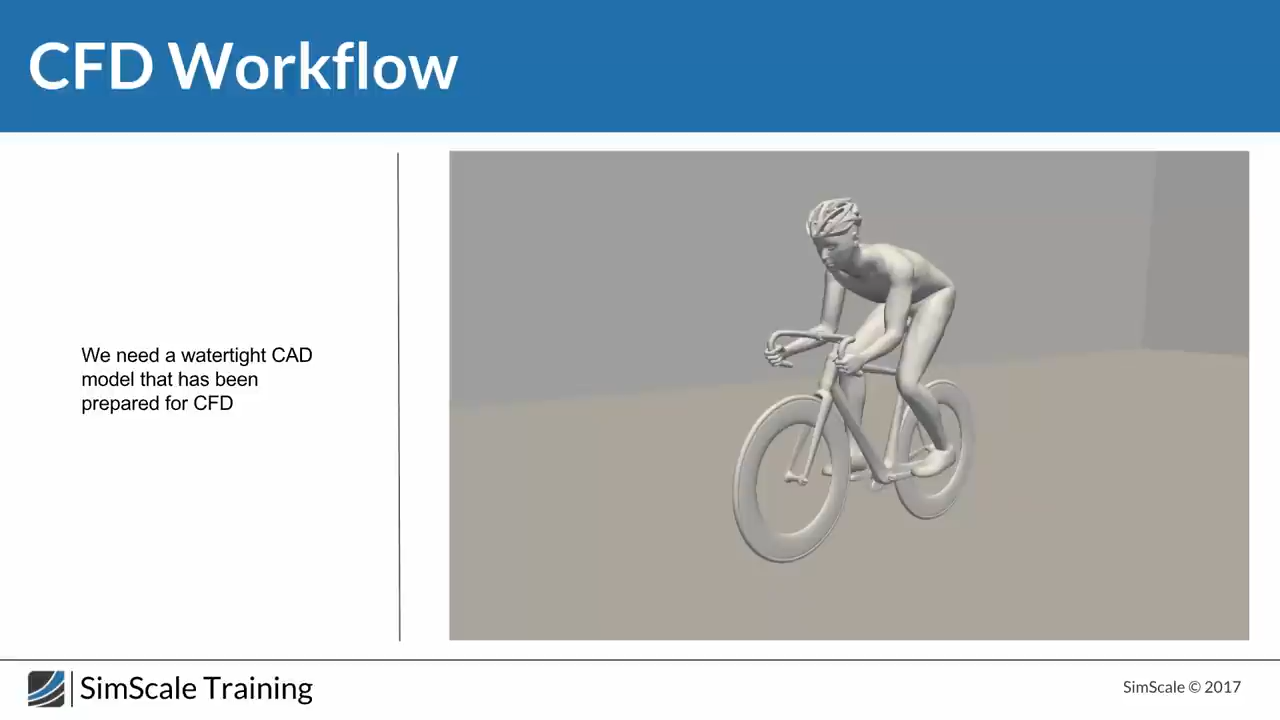 CFD Workflow
We need a watertight CAD
model that has been
prepared for CFD
SimScale Training
SimScale © 2017